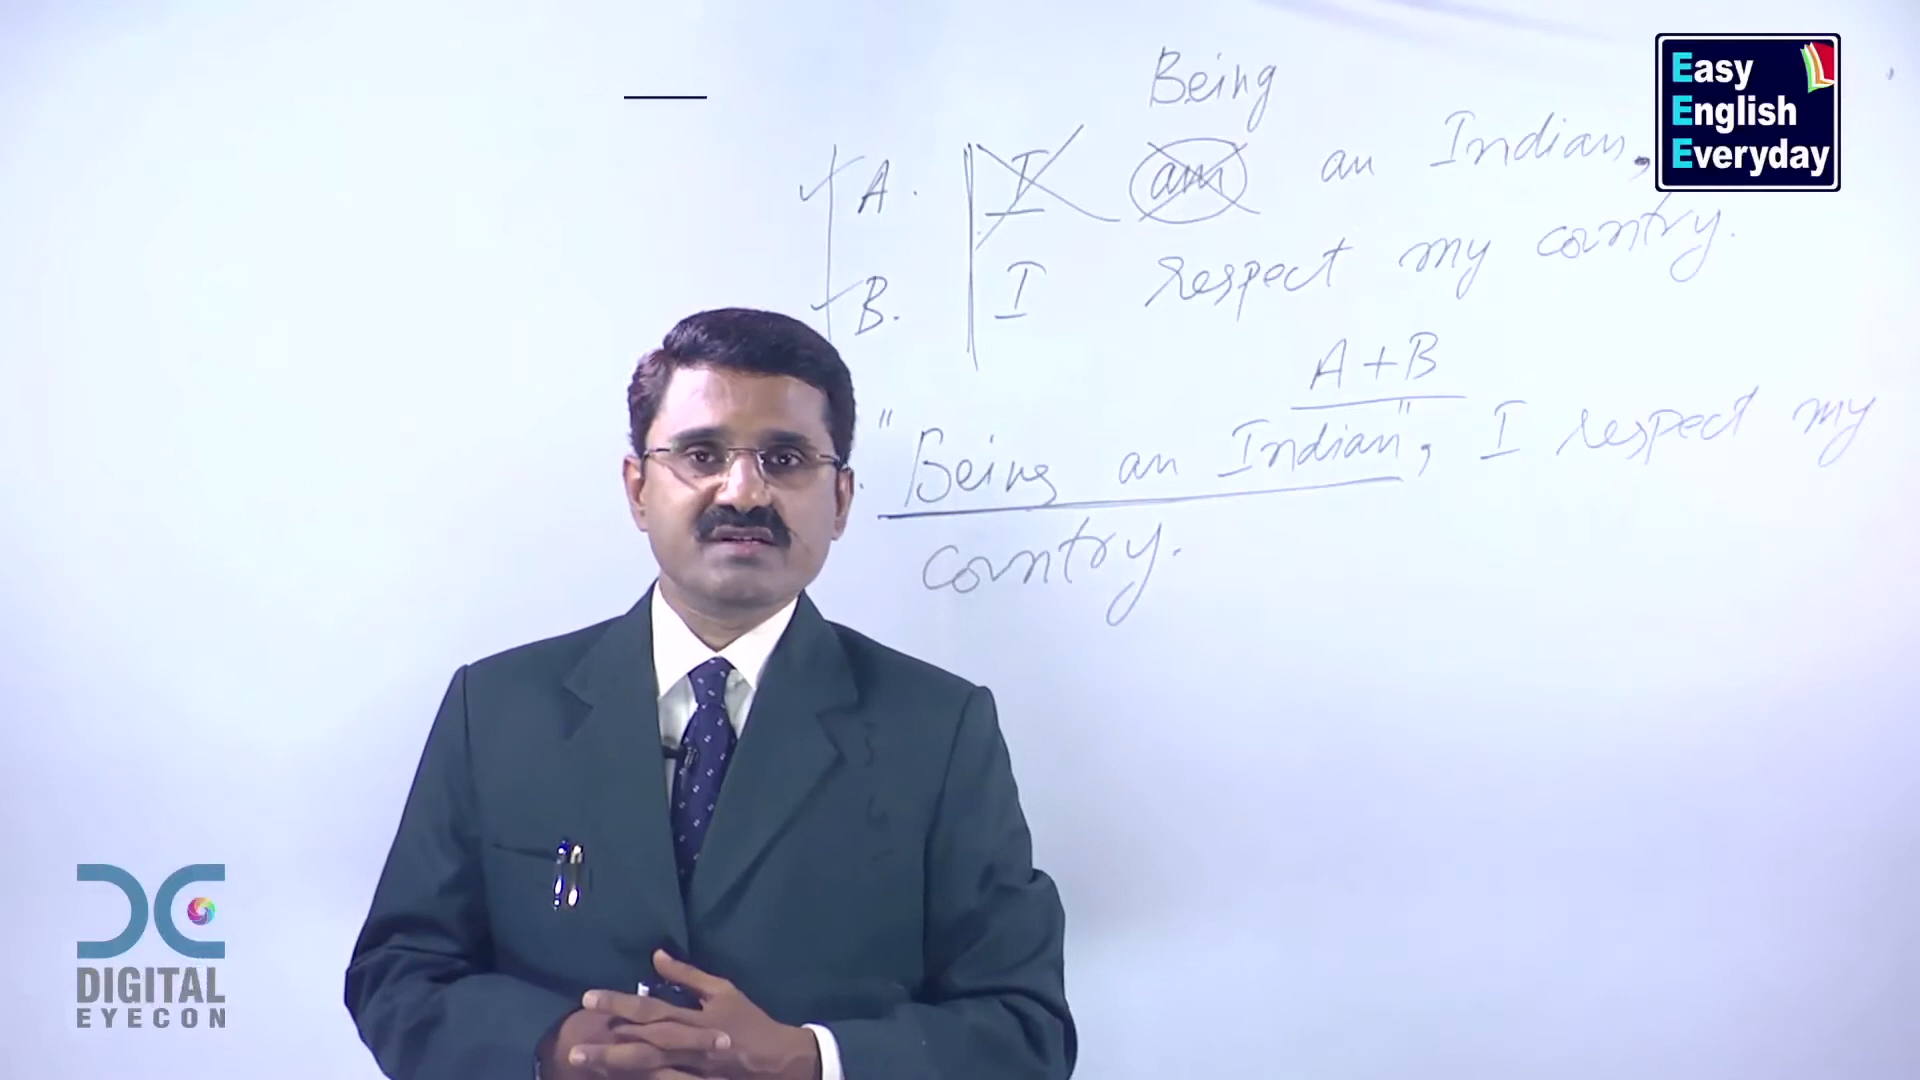 Being
A. I am an Indian,
B. I respect my country.
A + B
"Being an Indian", I respect my
country.
Easy
English
Everyday
DIGITAL
EYECON